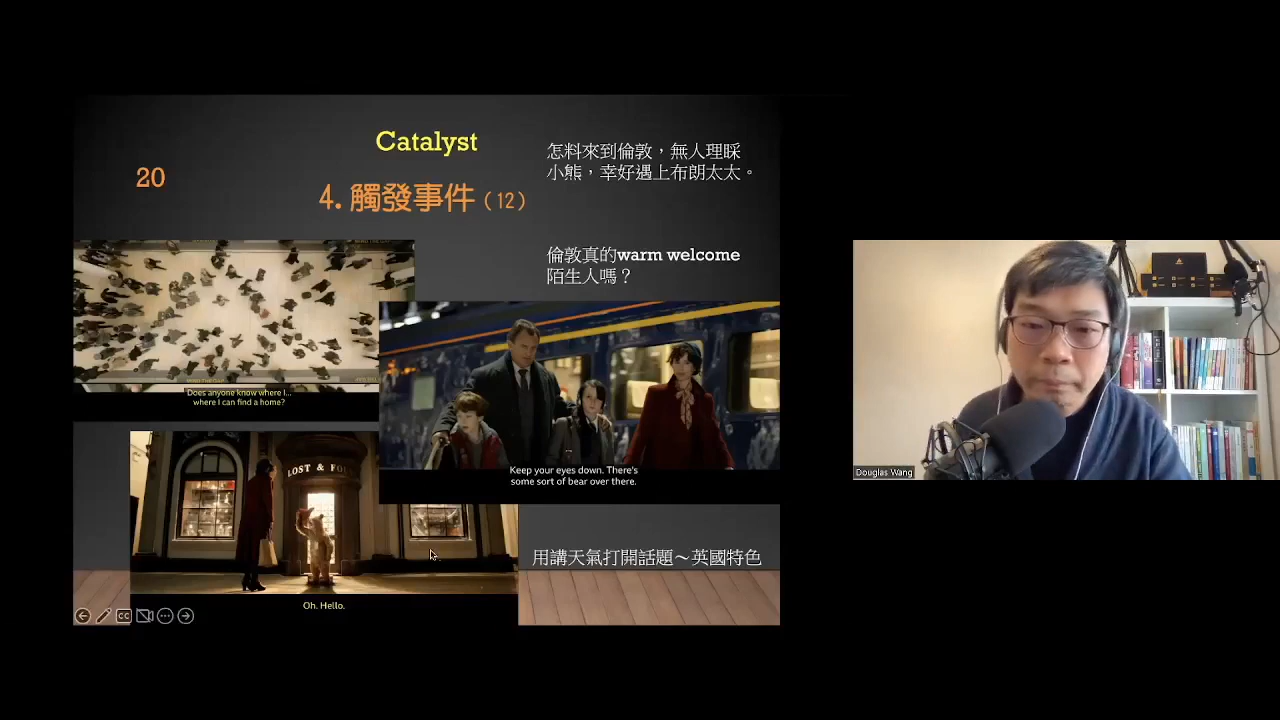 Catalyst
20
4. 觸發事件（12）
怎料來到倫敦，無人理睬
小熊，幸好遇上布朗太太。
倫敦真的warm welcome
陌生人嗎？
Does anyone know where I...
where I can find a home?
Keep your eyes down. There's
some sort of bear over there.
LOST & FOU
用講天氣打開話題～英國特色
Oh. Hello.
CC
Douglas Wang